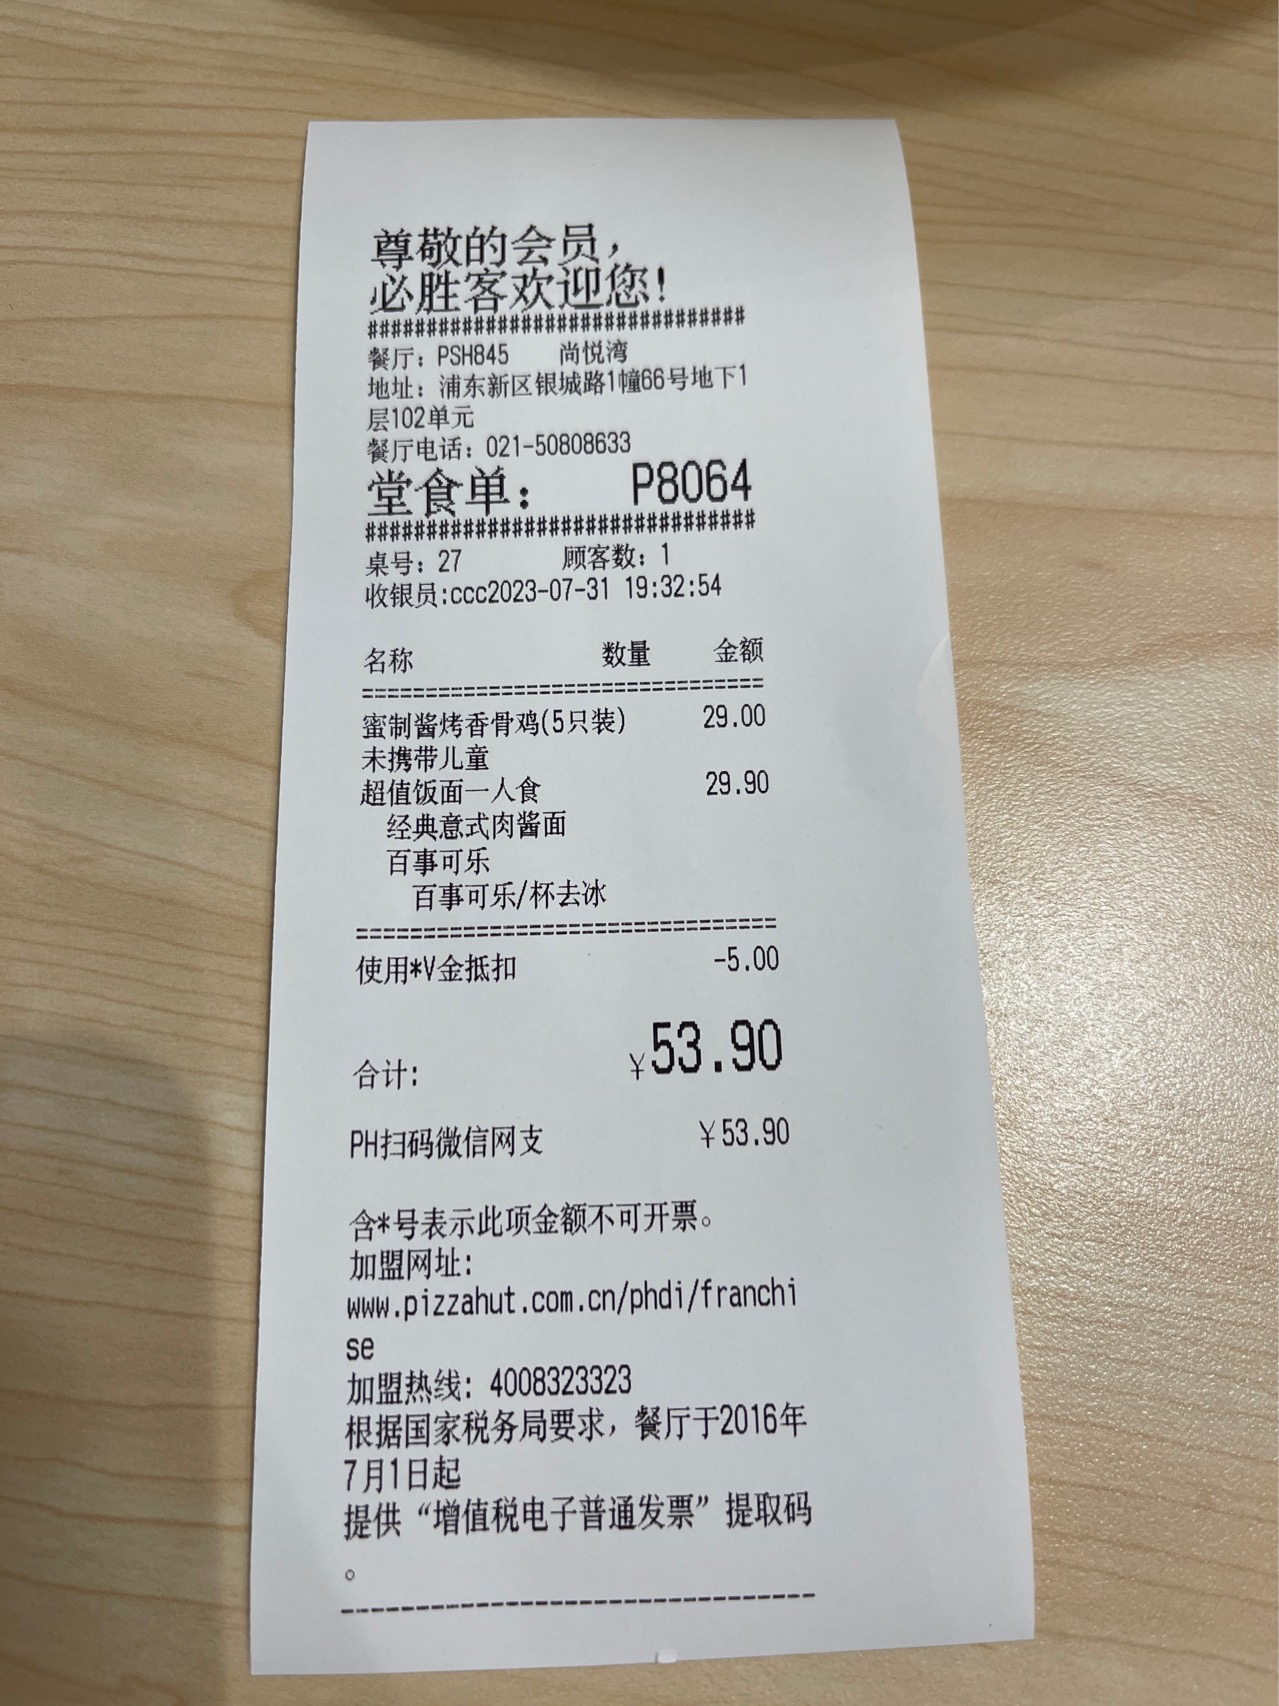 尊敬的会员，
必胜客欢迎您!
################################
餐厅：PSH845 尚悦湾
地址：浦东新区银城路1幢66号地下1
层102单元
餐厅电话：021-50808633
堂食单： P8064
################################
桌号：27 顾客数：1
收银员:ccc2023-07-31 19:32:54
名称 数量 金额
================================
蜜制酱烤香骨鸡(5只装) 29.00
未携带儿童
超值饭面一人食 29.90
经典意式肉酱面
百事可乐
百事可乐/杯去冰
================================
使用*V金抵扣 -5.00
合计: ￥53.90
PH扫码微信网支 ￥53.90
含*号表示此项金额不可开票。
加盟网址:
www.pizzahut.com.cn/phdi/franchi
se
加盟热线: 4008323323
根据国家税务局要求，餐厅于2016年
7月1日起
提供“增值税电子普通发票”提取码
。
--------------------------------